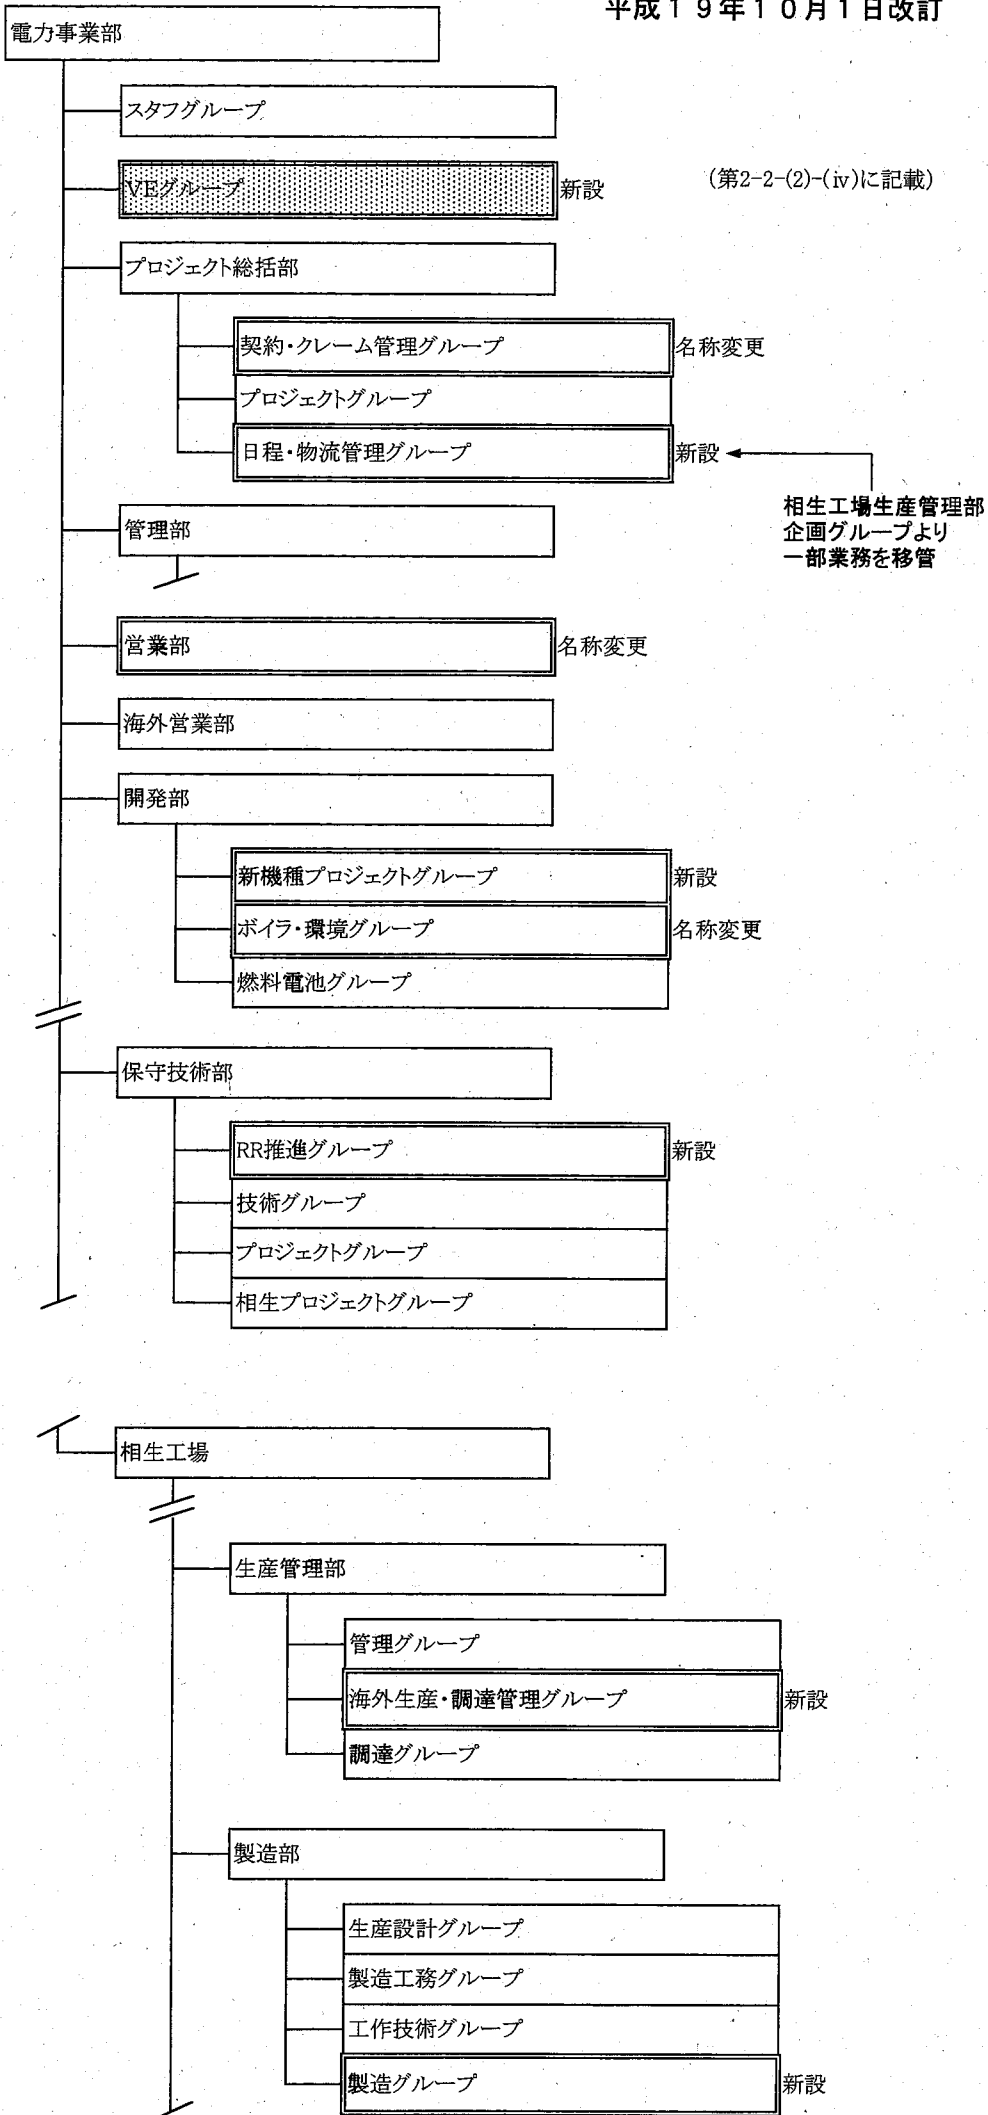 平成19年10月1日改訂
電力事業部
スタフグループ
VEグループ
新設
(第2-2-(2)-(ⅳ)に記載)
プロジェクト総括部
契約・クレーム管理グループ
名称変更
プロジェクトグループ
日程・物流管理グループ
新設
相生工場生産管理部
企画グループより
一部業務を移管
管理部
営業部
名称変更
海外営業部
開発部
新機種プロジェクトグループ
新設
ボイラ・環境グループ
名称変更
燃料電池グループ
保守技術部
RR推進グループ
新設
技術グループ
プロジェクトグループ
相生プロジェクトグループ
相生工場
生産管理部
管理グループ
海外生産・調達管理グループ
新設
調達グループ
製造部
生産設計グループ
製造工務グループ
工作技術グループ
製造グループ
新設